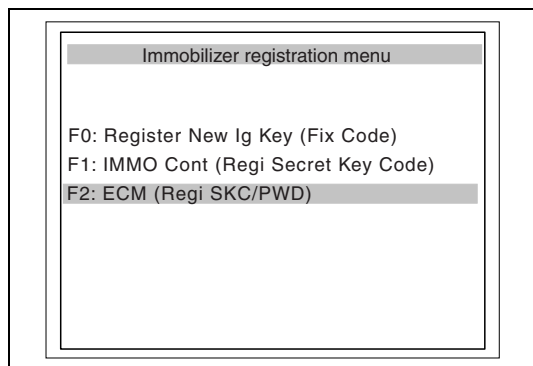 Immobilizer registration menu
F0: Register New Ig Key (Fix Code)
F1: IMMO Cont (Regi Secret Key Code)
F2: ECM (Regi SKC/PWD)